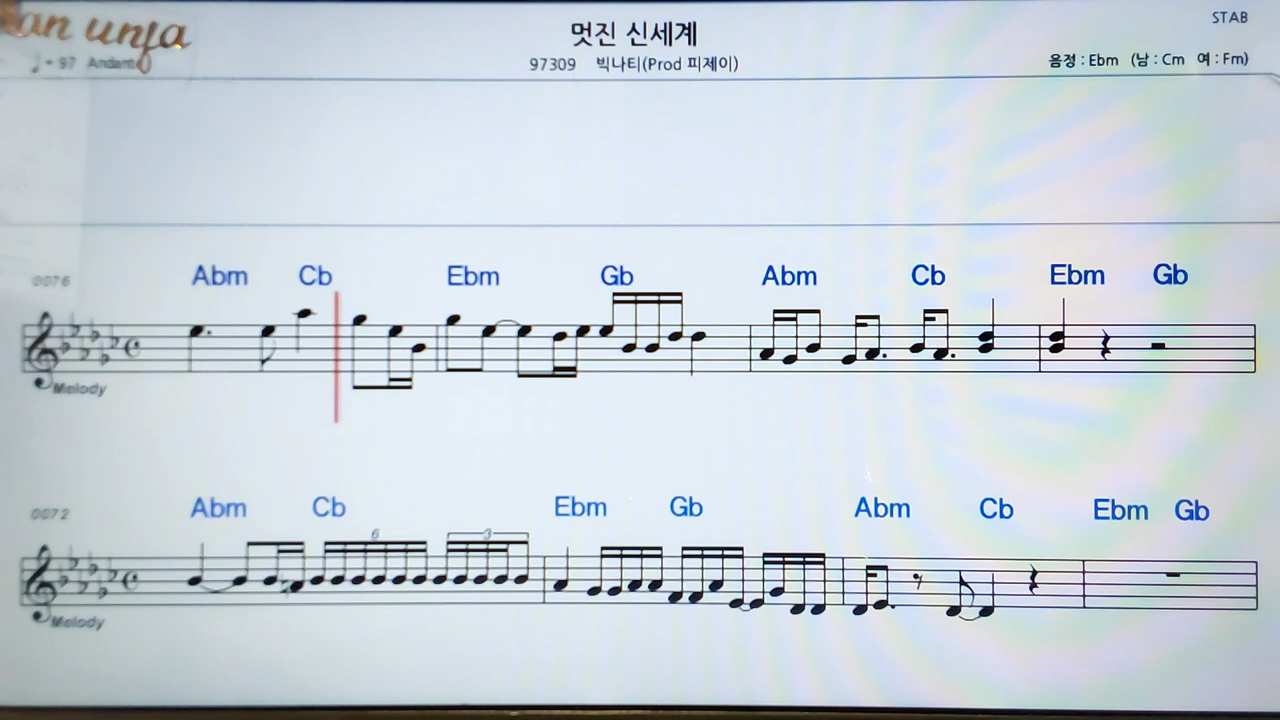 an unfa
멋진 신세계
STAB
♩ = 97 Andant
97309 빅나티(Prod 피제이)
음정 : Ebm (남 : Cm 여 : Fm)
Abm Cb Ebm Gb Abm Cb Ebm Gb
0076
Melody
Abm Cb Ebm Gb Abm Cb Ebm Gb
0072
6 3
Melody